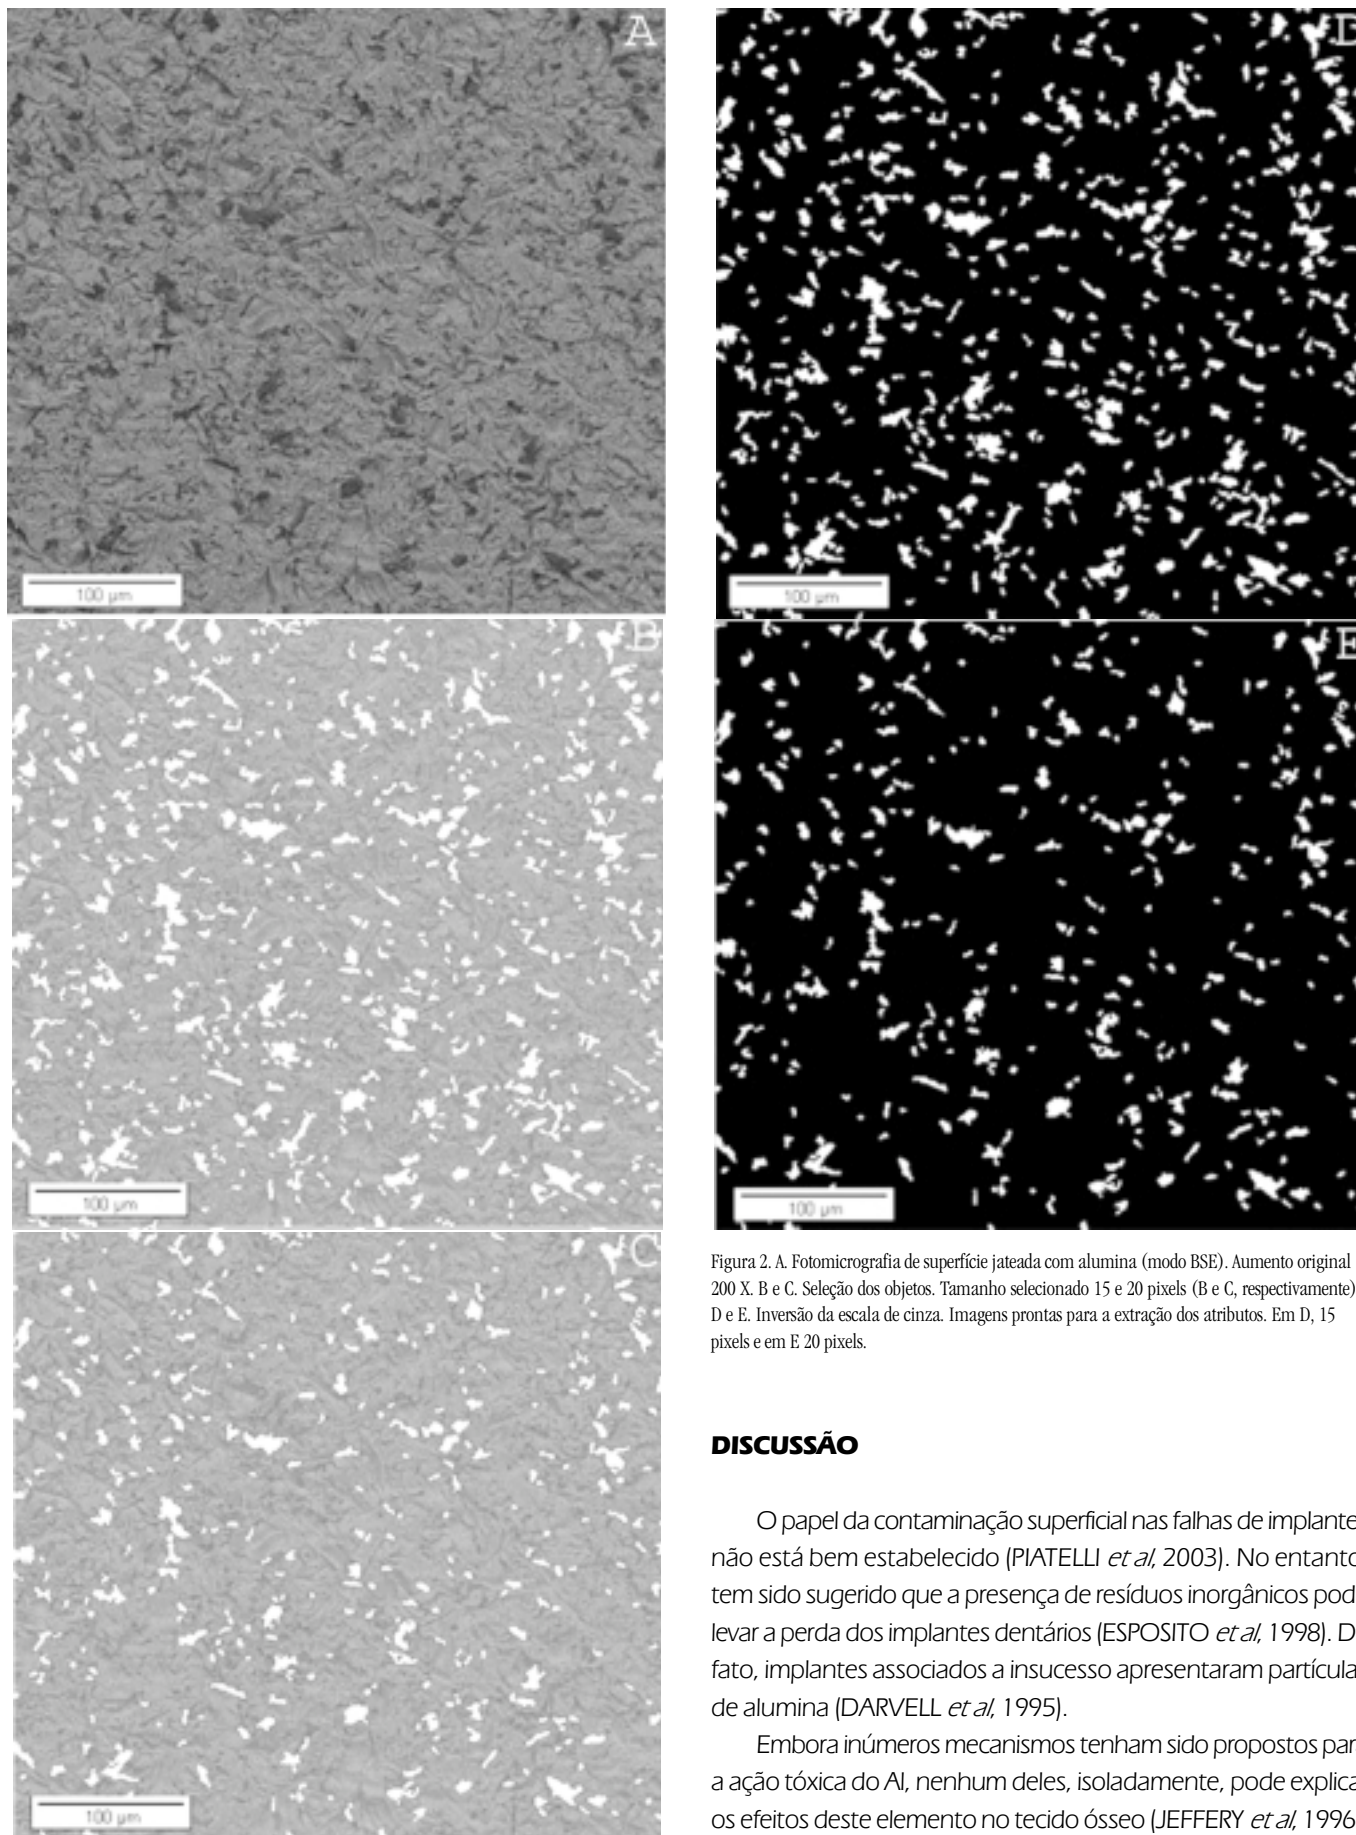 A
100 µm
B
100 µm
C
100 µm
D
100 µm
E
100 µm
Figura 2. A. Fotomicrografia de superfície jateada com alumina (modo BSE). Aumento original
200 X. B e C. Seleção dos objetos. Tamanho selecionado 15 e 20 pixels (B e C, respectivamente)
D e E. Inversão da escala de cinza. Imagens prontas para a extração dos atributos. Em D, 15
pixels e em E 20 pixels.
DISCUSSÃO
O papel da contaminação superficial nas falhas de implante
não está bem estabelecido (PIATELLI et al, 2003). No entanto
tem sido sugerido que a presença de resíduos inorgânicos pod
levar a perda dos implantes dentários (ESPOSITO et al, 1998). D
fato, implantes associados a insucesso apresentaram partícula
de alumina (DARVELL et al, 1995).
Embora inúmeros mecanismos tenham sido propostos par
a ação tóxica do Al, nenhum deles, isoladamente, pode explica
os efeitos deste elemento no tecido ósseo (JEFFERY et al, 1996